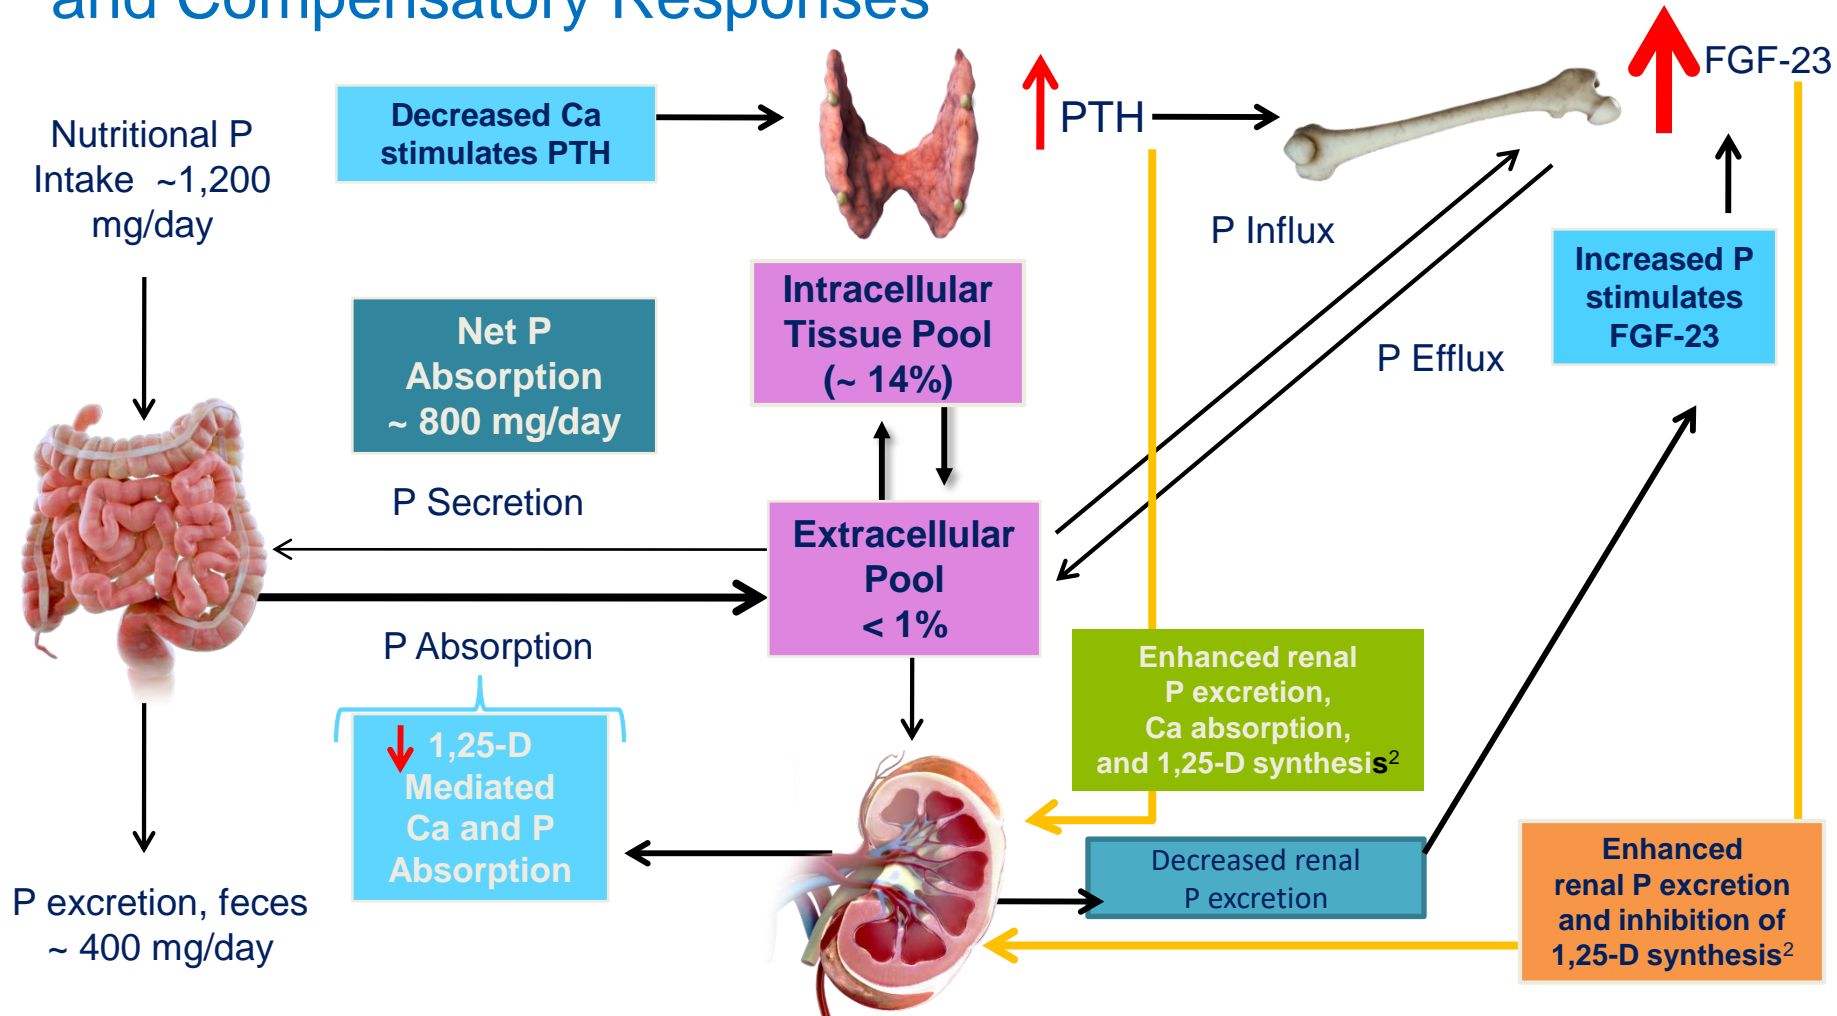 and Compensatory Responses
FGF-23
Decreased Ca
stimulates PTH
PTH
Nutritional P
Intake ~1,200
mg/day
P Influx
Increased P
stimulates
FGF-23
Intracellular
Tissue Pool
(~ 14%)
Net P
Absorption
~ 800 mg/day
P Efflux
P Secretion
Extracellular
Pool
< 1%
P Absorption
Enhanced renal
P excretion,
Ca absorption,
and 1,25-D synthesis²
1,25-D
Mediated
Ca and P
Absorption
Decreased renal
P excretion
Enhanced
renal P excretion
and inhibition of
1,25-D synthesis²
P excretion, feces
~ 400 mg/day